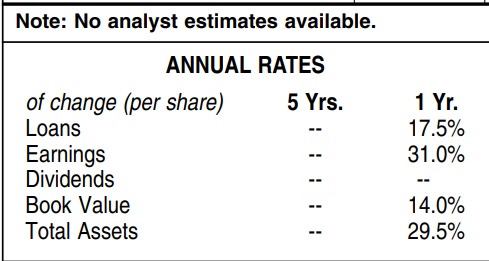 Note: No analyst estimates available.
ANNUAL RATES
of change (per share) 5 Yrs. 1 Yr.
Loans -- 17.5%
Earnings -- 31.0%
Dividends -- --
Book Value -- 14.0%
Total Assets -- 29.5%